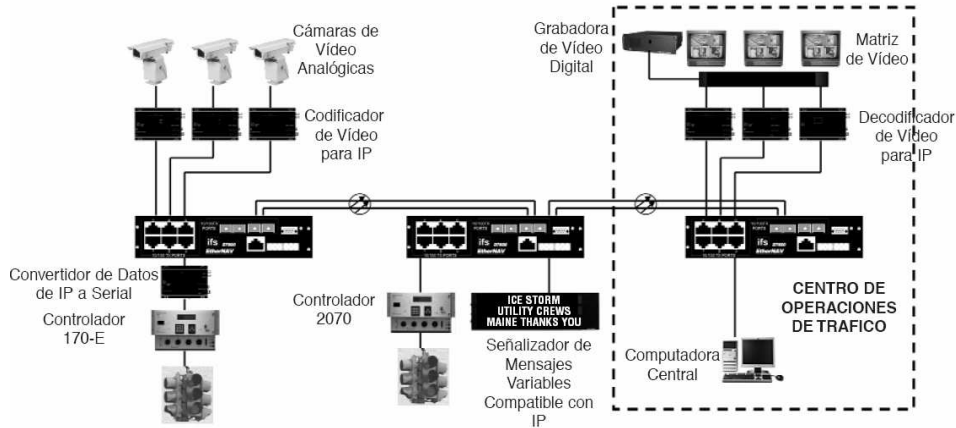 Cámaras de
Vídeo
Analógicas
Codificador
de Vídeo
para IP
Grabadora
de Vídeo
Digital
Matriz
de Vídeo
Decodificador
de Vídeo
para IP
ifs
EtherNAV
ifs
EtherNAV
ifs
EtherNAV
Convertidor de Datos
de IP a Serial
Controlador
170-E
Controlador
2070
ICE STORM
UTILITY CREWS
MAINE THANKS YOU
Señalizador de
Mensajes
Variables
Compatible con
IP
CENTRO DE
OPERACIONES
DE TRAFICO
Computadora
Central